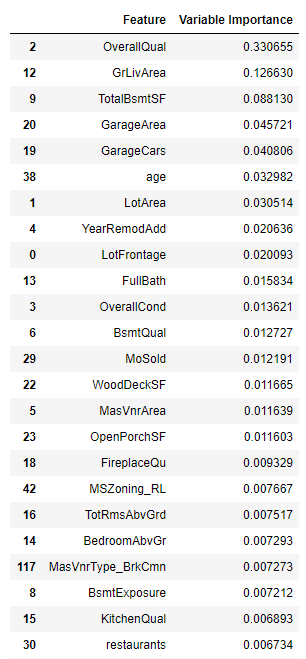 Feature Variable Importance
2 OverallQual 0.330655
12 GrLivArea 0.126630
9 TotalBsmtSF 0.088130
20 GarageArea 0.045721
19 GarageCars 0.040806
38 age 0.032982
1 LotArea 0.030514
4 YearRemodAdd 0.020636
0 LotFrontage 0.020093
13 FullBath 0.015834
3 OverallCond 0.013621
6 BsmtQual 0.012727
29 MoSold 0.012191
22 WoodDeckSF 0.011665
5 MasVnrArea 0.011639
23 OpenPorchSF 0.011603
18 FireplaceQu 0.009329
42 MSZoning_RL 0.007667
16 TotRmsAbvGrd 0.007517
14 BedroomAbvGr 0.007293
117 MasVnrType_BrkCmn 0.007273
8 BsmtExposure 0.007212
15 KitchenQual 0.006893
30 restaurants 0.006734